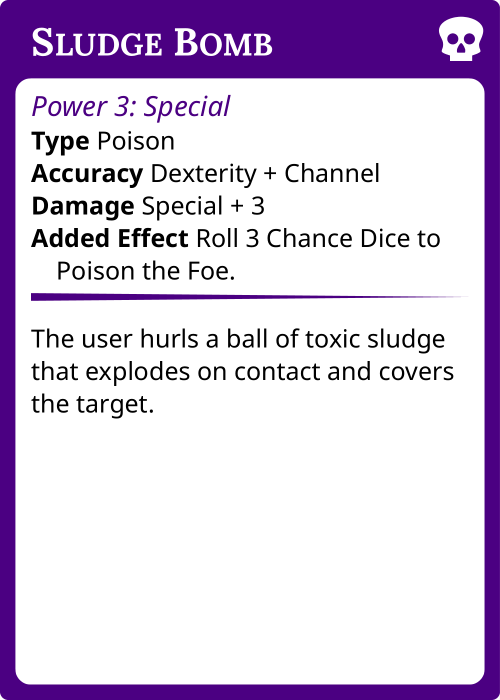 Sludge Bomb
Power 3: Special
Type Poison
Accuracy Dexterity + Channel
Damage Special + 3
Added Effect Roll 3 Chance Dice to
Poison the Foe.
The user hurls a ball of toxic sludge
that explodes on contact and covers
the target.